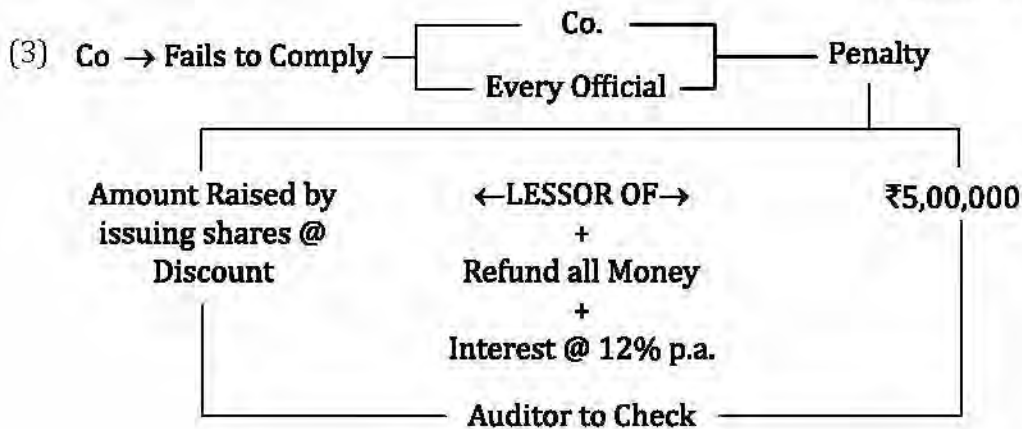 Co.
(3) Co → Fails to Comply Penalty
Every Official
Amount Raised by ←LESSOR OF→ ₹5,00,000
issuing shares @ +
Discount Refund all Money
+
Interest @ 12% p.a.
Auditor to Check